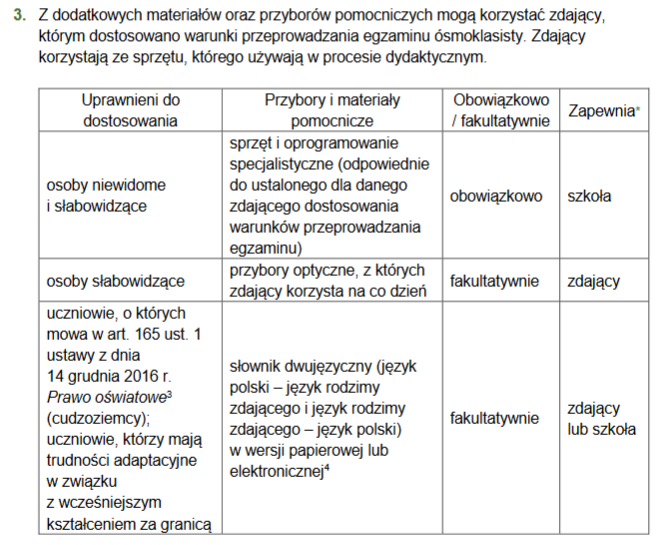 3. Z dodatkowych materiałów oraz przyborów pomocniczych mogą korzystać zdający,
którym dostosowano warunki przeprowadzania egzaminu ósmoklasisty. Zdający
korzystają ze sprzętu, którego używają w procesie dydaktycznym.
Uprawnieni do
dostosowania
Przybory i materiały
pomocnicze
Obowiązkowo
/ fakultatywnie
Zapewnia*
osoby niewidome
i słabowidzące
sprzęt i oprogramowanie
specjalistyczne (odpowiednie
do ustalonego dla danego
zdającego dostosowania
warunków przeprowadzania
egzaminu)
obowiązkowo
szkoła
osoby słabowidzące
przybory optyczne, z których
zdający korzysta na co dzień
fakultatywnie
zdający
uczniowie, o których
mowa w art. 165 ust. 1
ustawy z dnia
14 grudnia 2016 r.
Prawo oświatowe³
(cudzoziemcy);
uczniowie, którzy mają
trudności adaptacyjne
w związku
z wcześniejszym
kształceniem za granicą
słownik dwujęzyczny (język
polski – język rodzimy
zdającego i język rodzimy
zdającego – język polski)
w wersji papierowej lub
elektronicznej⁴
fakultatywnie
zdający
lub szkoła